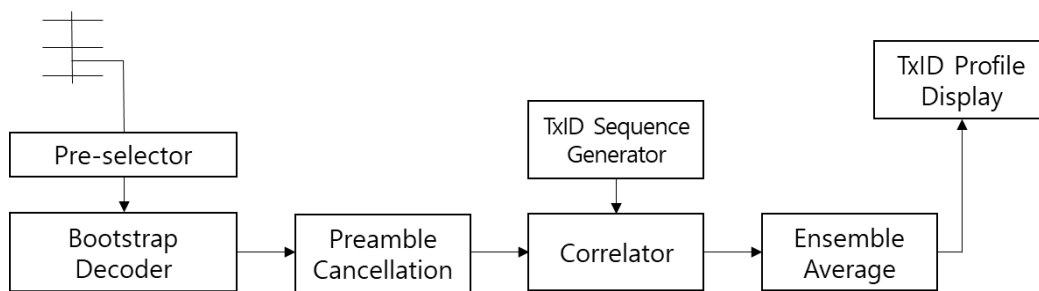 TxID Profile
Display
TxID Sequence
Generator
Pre-selector
Bootstrap
Decoder
Preamble
Cancellation
Correlator
Ensemble
Average